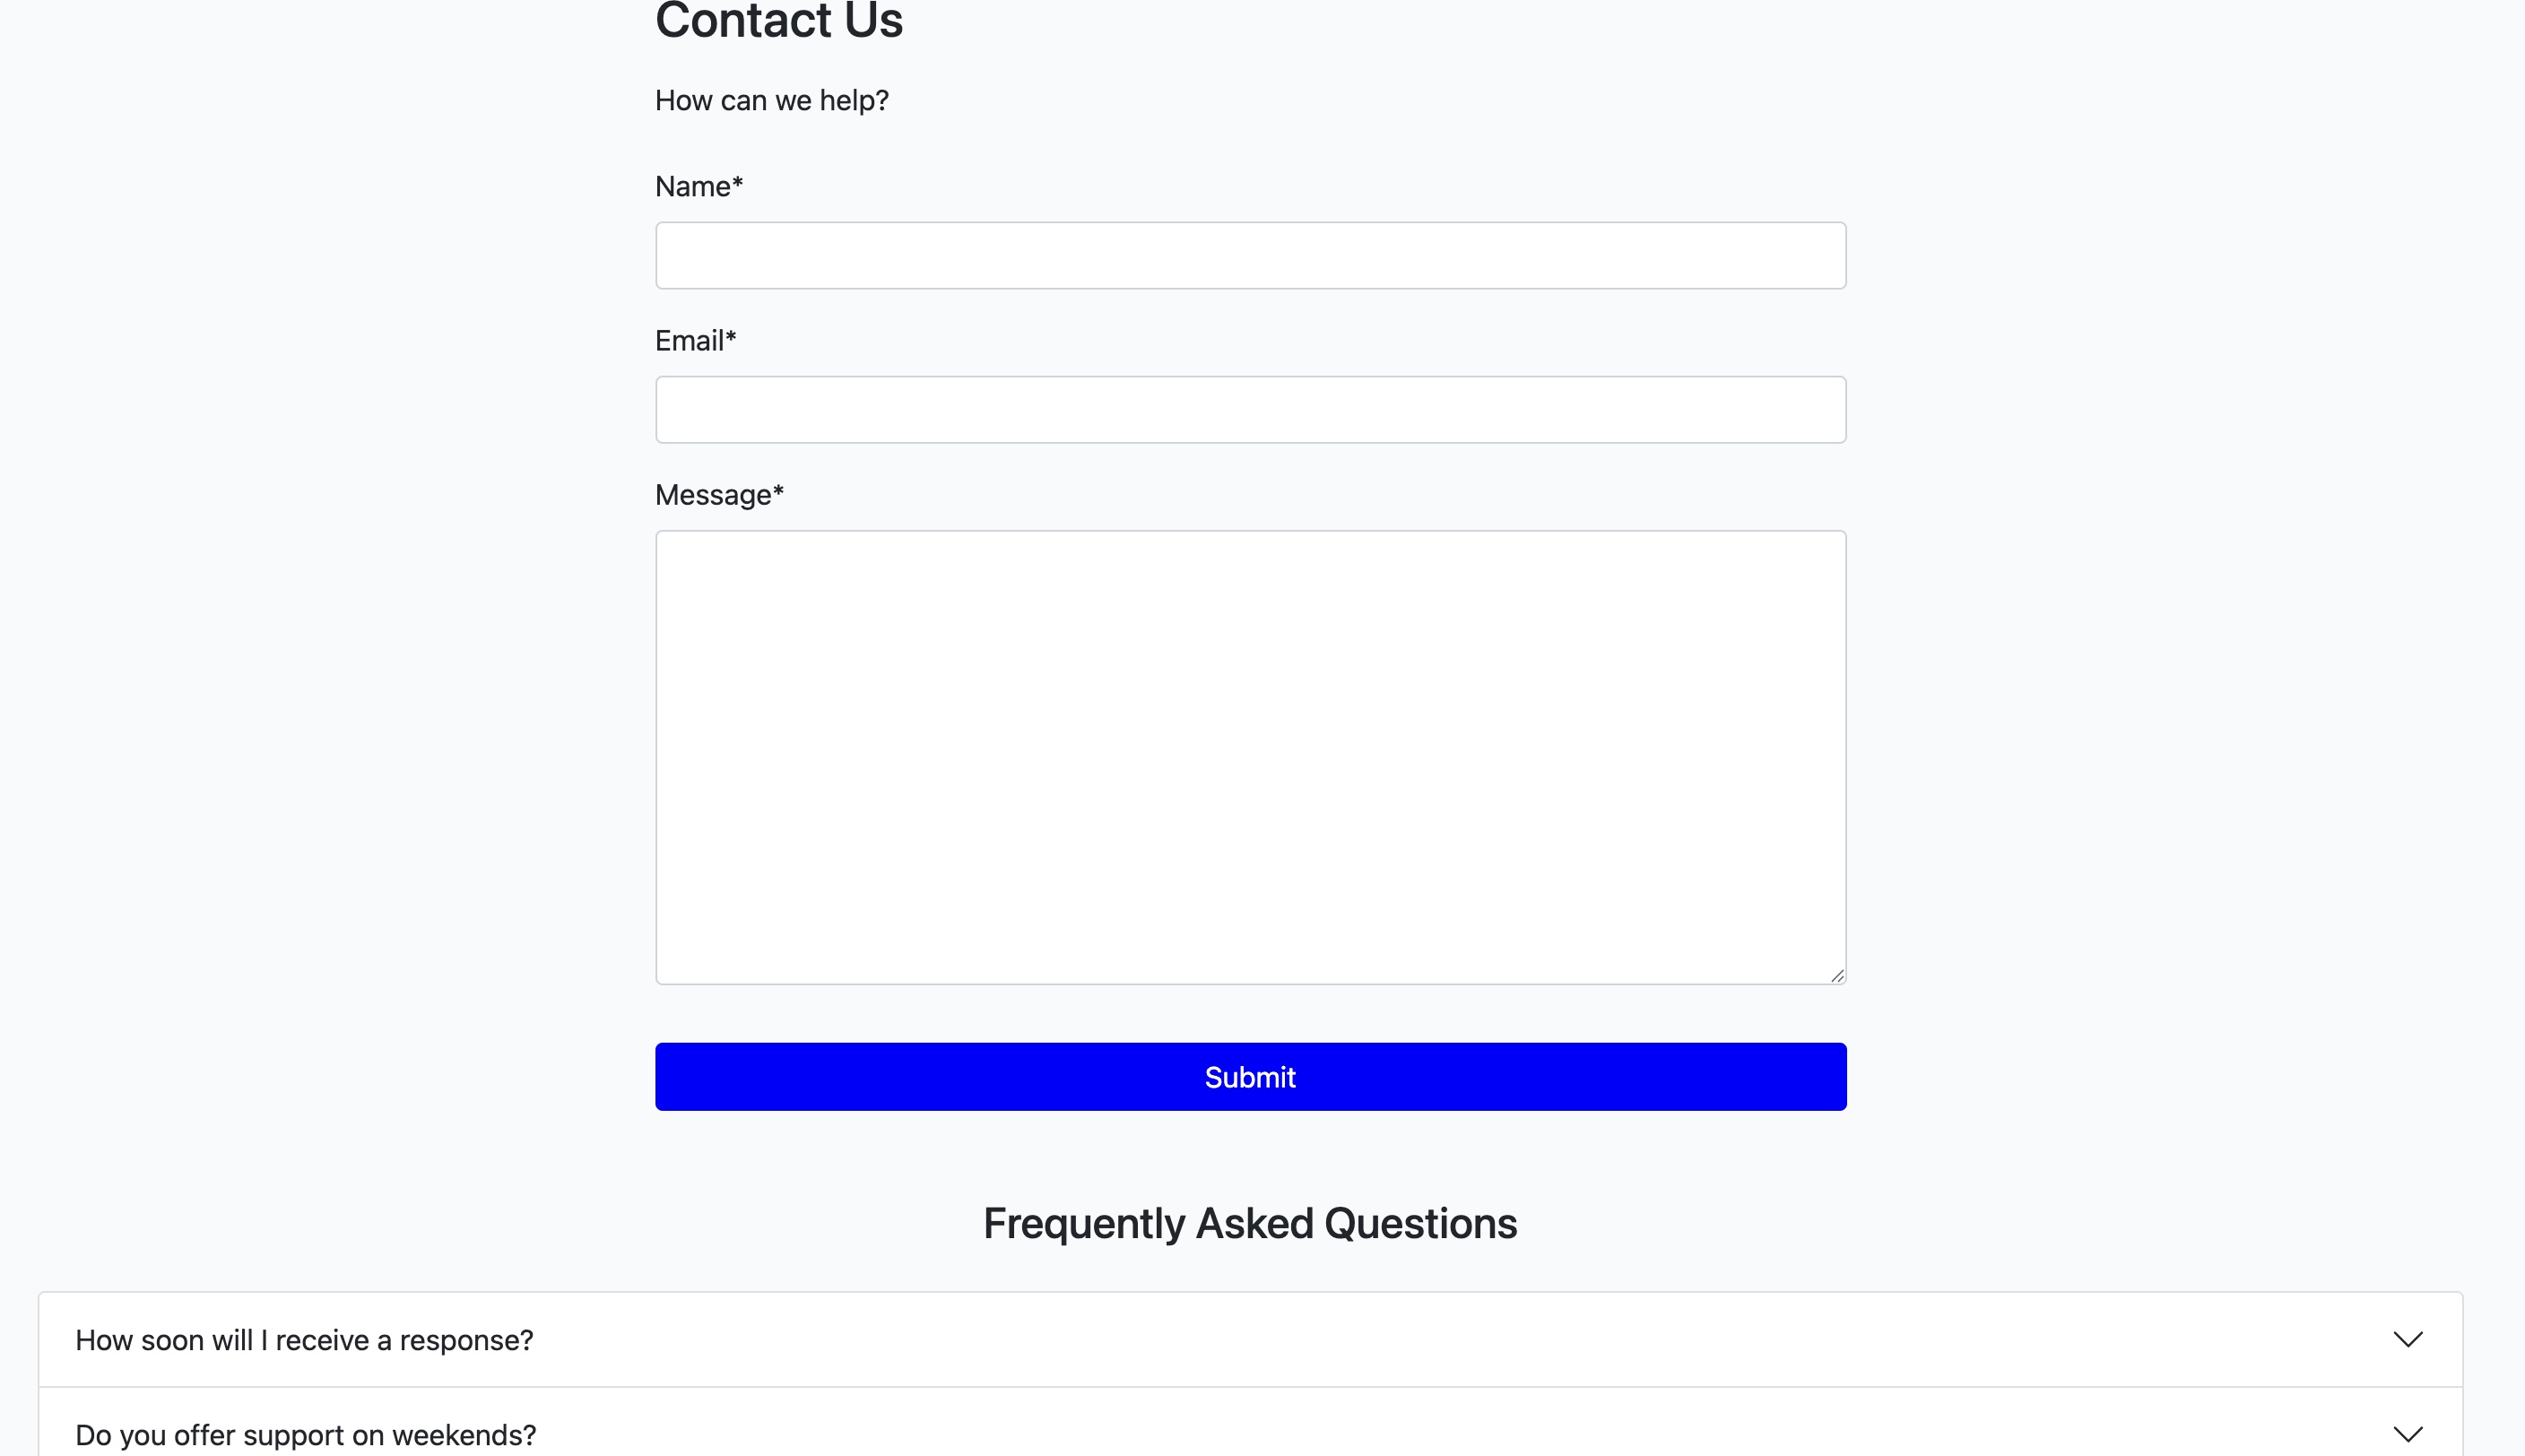 Contact Us
How can we help?
Name*
Email*
Message*
Submit
Frequently Asked Questions
How soon will I receive a response?
Do you offer support on weekends?